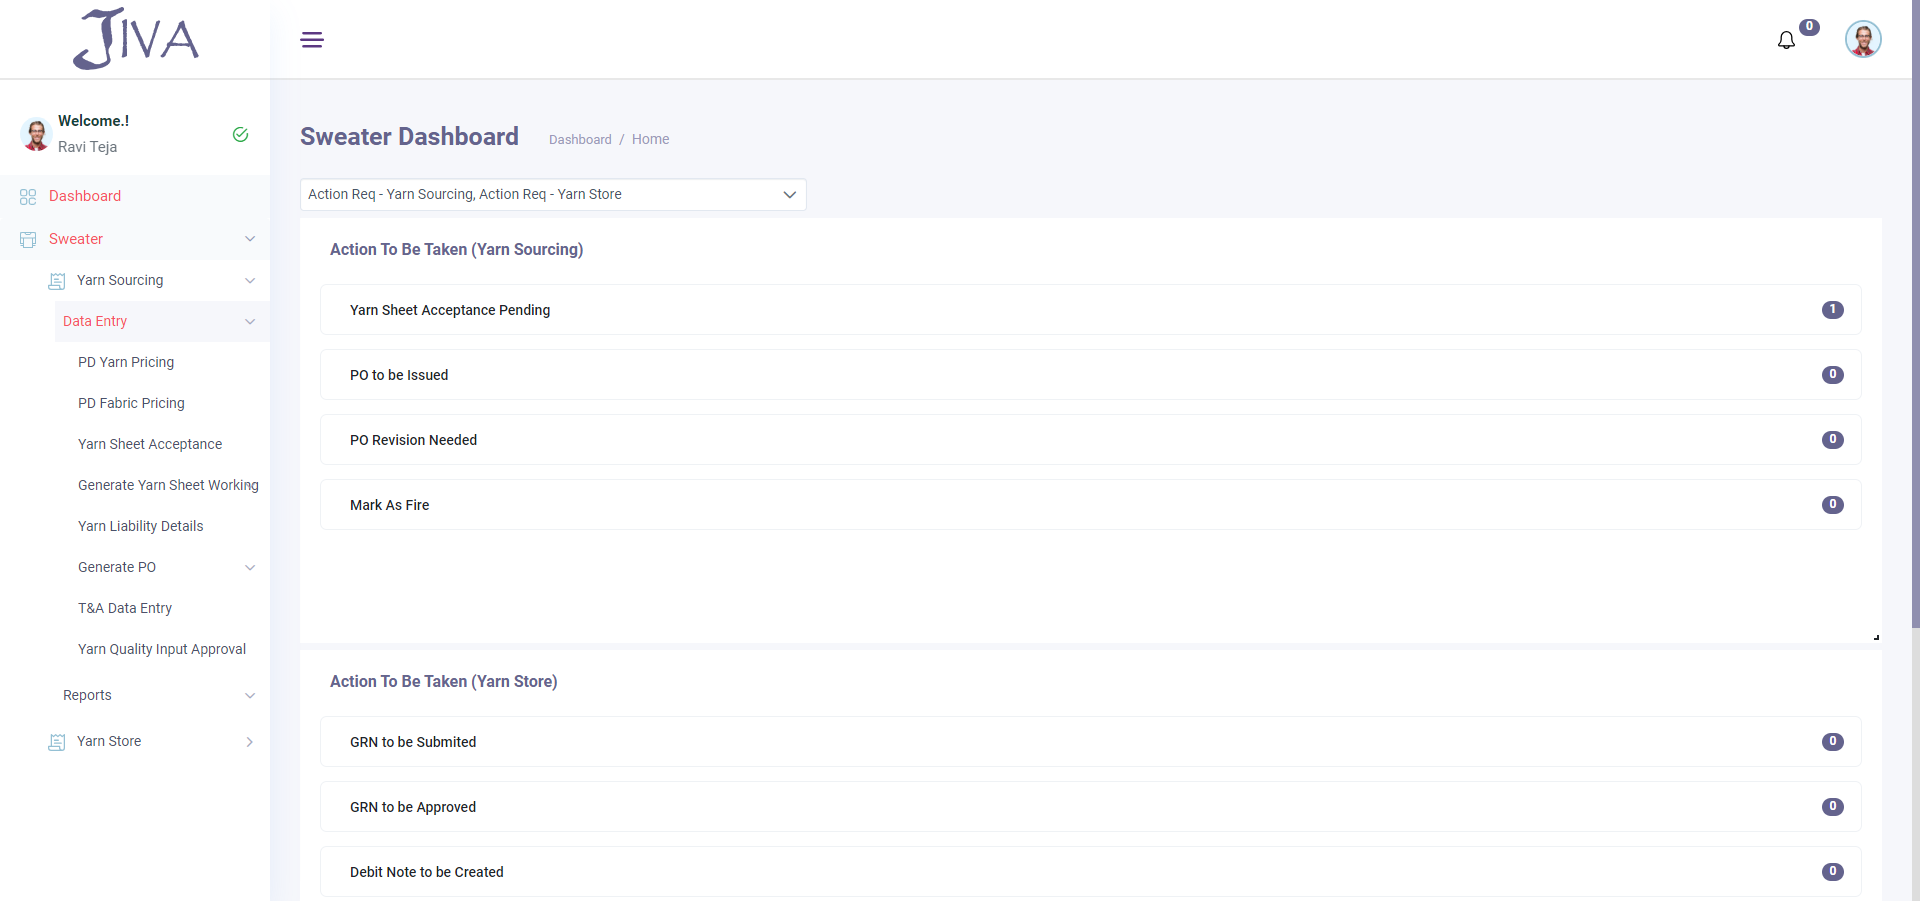 JIVA
0
Welcome.!
Ravi Teja
Dashboard
Sweater
Yarn Sourcing
Data Entry
PD Yarn Pricing
PD Fabric Pricing
Yarn Sheet Acceptance
Generate Yarn Sheet Working
Yarn Liability Details
Generate PO
T&A Data Entry
Yarn Quality Input Approval
Reports
Yarn Store
Sweater Dashboard
Dashboard / Home
Action Req - Yarn Sourcing, Action Req - Yarn Store
Action To Be Taken (Yarn Sourcing)
Yarn Sheet Acceptance Pending 1
PO to be Issued 0
PO Revision Needed 0
Mark As Fire 0
Action To Be Taken (Yarn Store)
GRN to be Submited 0
GRN to be Approved 0
Debit Note to be Created 0